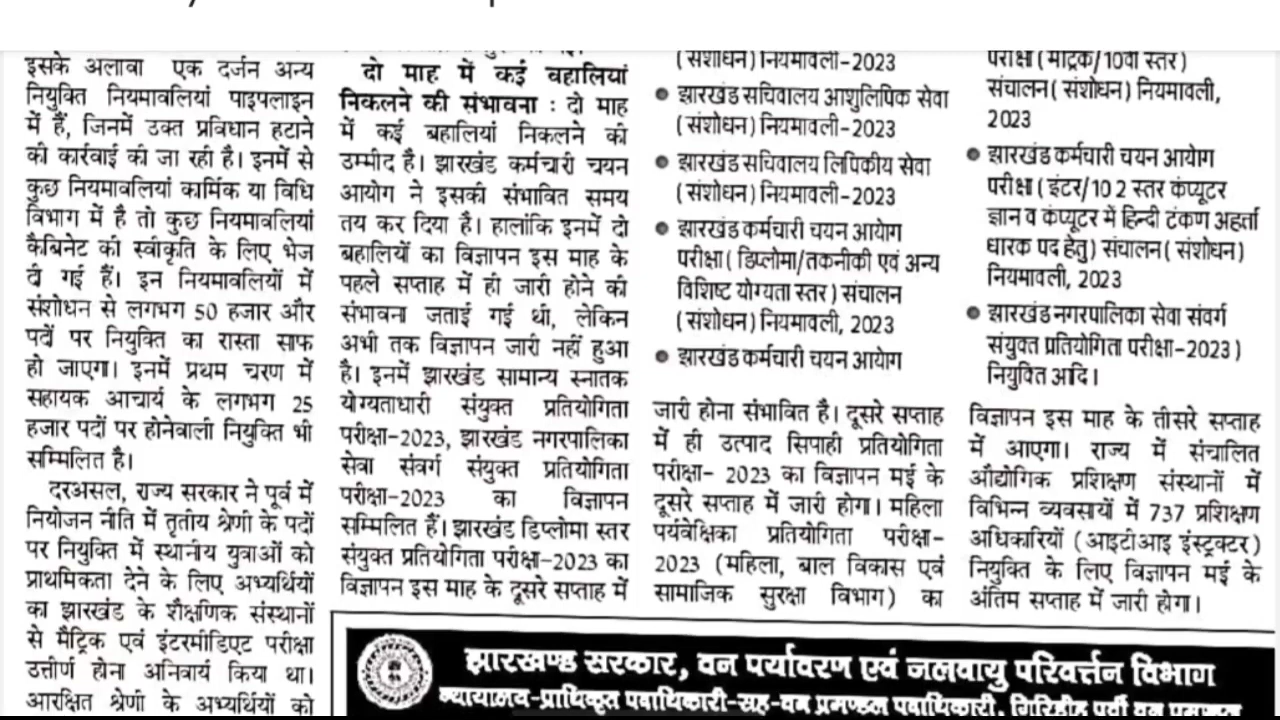 इसके अलावा एक दर्जन अन्य
नियुक्ति नियमावलियां पाइपलाइन
में हैं, जिनमें उक्त प्रविधान हटाने
की कार्रवाई की जा रही है। इनमें से
कुछ नियमावलियां कार्मिक या विधि
विभाग में है तो कुछ नियमावलियां
कैबिनेट की स्वीकृति के लिए भेज
दी गई हैं। इन नियमावलियों में
संशोधन से लगभग 50 हजार और
पदों पर नियुक्ति का रास्ता साफ
हो जाएगा। इनमें प्रथम चरण में
सहायक आचार्य के लगभग 25
हजार पदों पर होनेवाली नियुक्ति भी
सम्मिलित है।
दरअसल, राज्य सरकार ने पूर्व में
नियोजन नीति में तृतीय श्रेणी के पदों
पर नियुक्ति में स्थानीय युवाओं को
प्राथमिकता देने के लिए अभ्यर्थियों
का झारखंड के शैक्षणिक संस्थानों
से मैट्रिक एवं इंटरमीडिएट परीक्षा
उत्तीर्ण होना अनिवार्य किया था।
आरक्षित श्रेणी के अभ्यर्थियों को
दो माह में कई बहालियां
निकलने की संभावना : दो माह
में कई बहालियां निकलने की
उम्मीद है। झारखंड कर्मचारी चयन
आयोग ने इसकी संभावित समय
तय कर दिया है। हालांकि इनमें दो
बहालियों का विज्ञापन इस माह के
पहले सप्ताह में ही जारी होने की
संभावना जताई गई थी, लेकिन
अभी तक विज्ञापन जारी नहीं हुआ
है। इनमें झारखंड सामान्य स्नातक
योग्यताधारी संयुक्त प्रतियोगिता
परीक्षा-2023, झारखंड नगरपालिका
सेवा संवर्ग संयुक्त प्रतियोगिता
परीक्षा-2023 का विज्ञापन
सम्मिलित हैं। झारखंड डिप्लोमा स्तर
संयुक्त प्रतियोगिता परीक्षा-2023 का
विज्ञापन इस माह के दूसरे सप्ताह में
(संशोधन) नियमावली-2023
● झारखंड सचिवालय आशुलिपिक सेवा
(संशोधन) नियमावली-2023
● झारखंड सचिवालय लिपिकीय सेवा
(संशोधन) नियमावली-2023
● झारखंड कर्मचारी चयन आयोग
परीक्षा( डिप्लोमा/तकनीकी एवं अन्य
विशिष्ट योग्यता स्तर) संचालन
(संशोधन) नियमावली, 2023
● झारखंड कर्मचारी चयन आयोग
परीक्षा (मैट्रिक/10वीं स्तर)
संचालन( संशोधन) नियमावली,
2023
● झारखंड कर्मचारी चयन आयोग
परीक्षा (इंटर/10 2 स्तर कंप्यूटर
ज्ञान व कंप्यूटर में हिन्दी टंकण अहर्ता
धारक पद हेतु) संचालन( संशोधन)
नियमावली, 2023
● झारखंड नगरपालिका सेवा संवर्ग
संयुक्त प्रतियोगिता परीक्षा-2023)
नियुक्ति आदि।
जारी होना संभावित है। दूसरे सप्ताह
में ही उत्पाद सिपाही प्रतियोगिता
परीक्षा- 2023 का विज्ञापन मई के
दूसरे सप्ताह में जारी होगा। महिला
पर्यवेक्षिका प्रतियोगिता परीक्षा-
2023 (महिला, बाल विकास एवं
सामाजिक सुरक्षा विभाग) का
विज्ञापन इस माह के तीसरे सप्ताह
में आएगा। राज्य में संचालित
औद्योगिक प्रशिक्षण संस्थानों में
विभिन्न व्यवसायों में 737 प्रशिक्षण
अधिकारियों (आइटीआइ इंस्ट्रक्टर)
नियुक्ति के लिए विज्ञापन मई के
अंतिम सप्ताह में जारी होगा।
झारखण्ड सरकार, वन पर्यावरण एवं जलवायु परिवर्तन विभाग
न्यायालय-प्राधिकृत पदाधिकारी-सह-वन प्रमण्डल पदाधिकारी, गिरिडीह पूर्वी वन प्रमण्डल